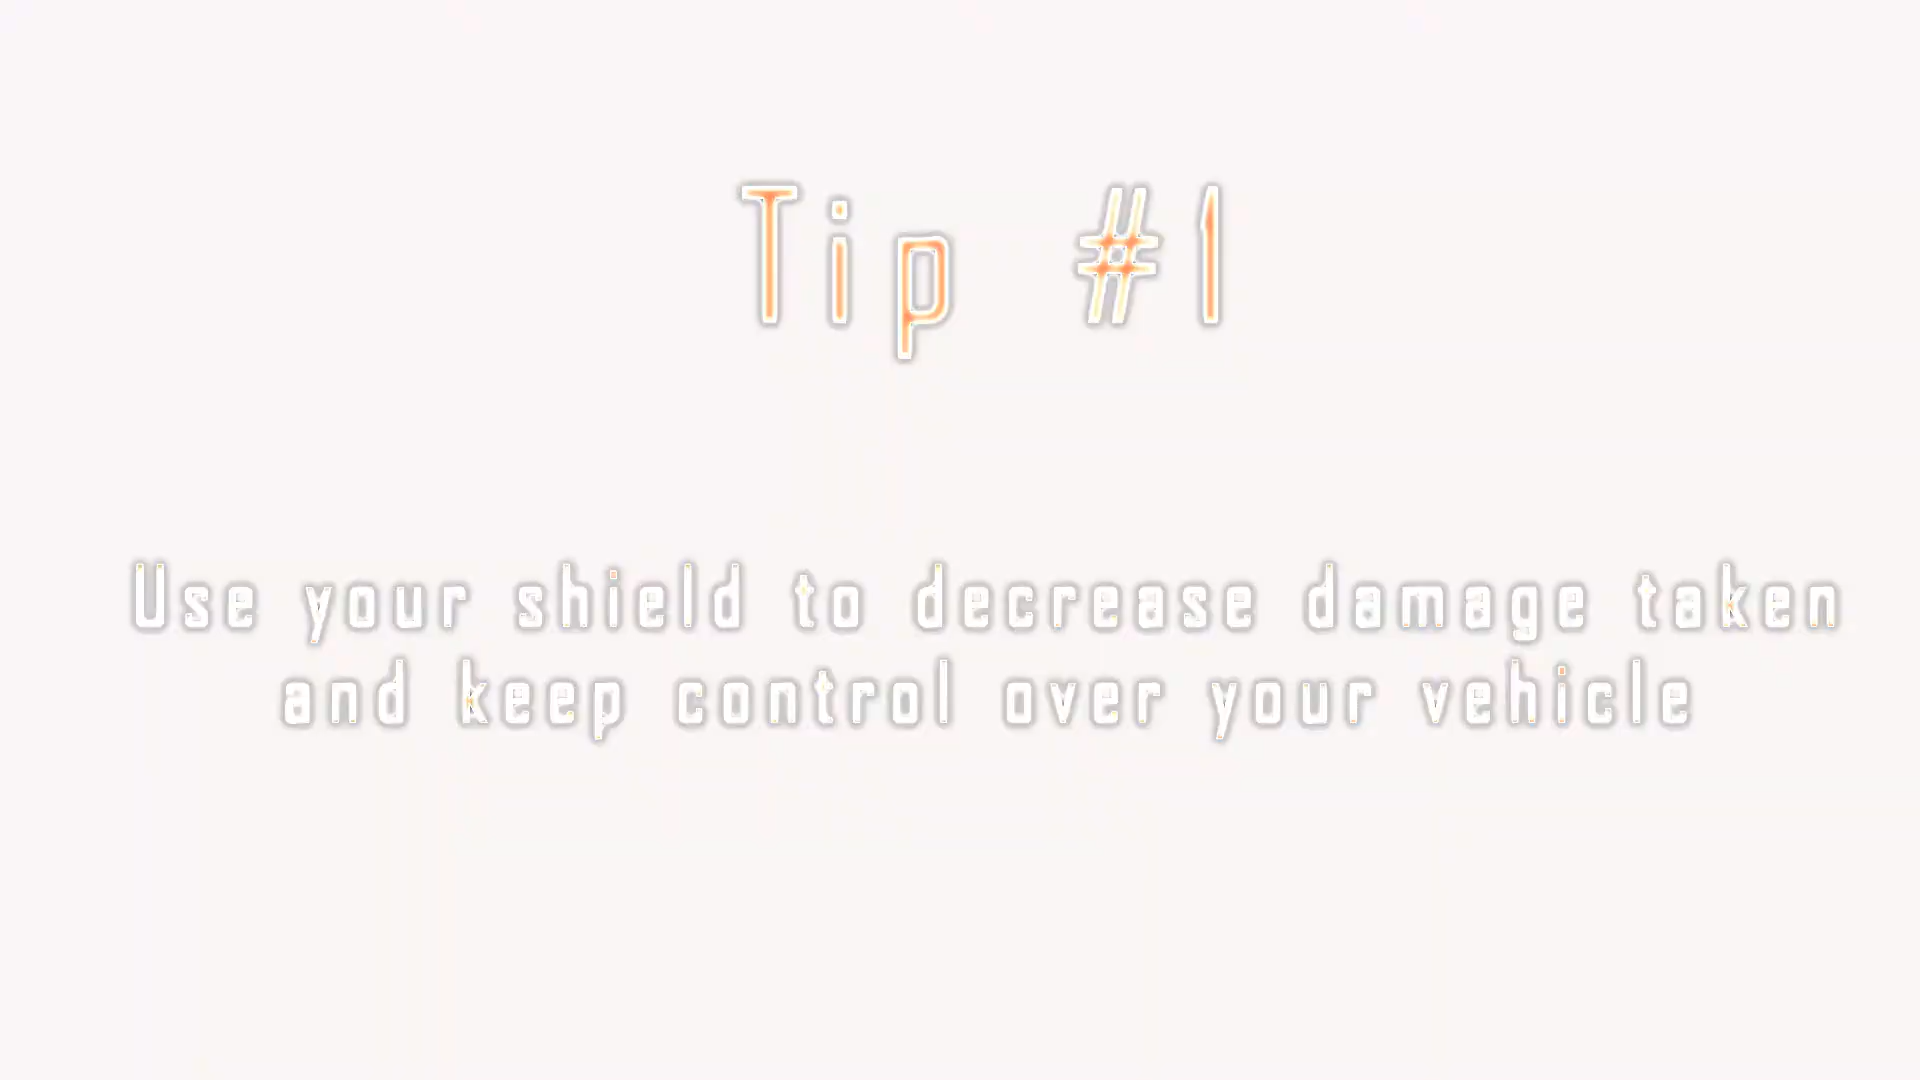 Tip #1
Use your shield to decrease damage taken
and keep control over your vehicle